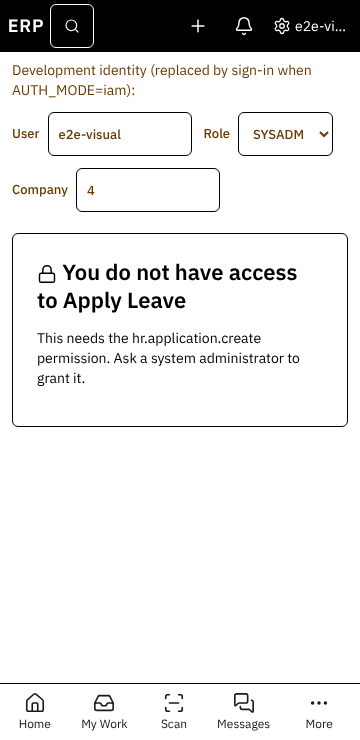 ERP
e2e-vi...
Development identity (replaced by sign-in when
AUTH_MODE=iam):
User e2e-visual Role SYSADM
Company 4
You do not have access
to Apply Leave
This needs the hr.application.create
permission. Ask a system administrator to
grant it.
Home My Work Scan Messages More